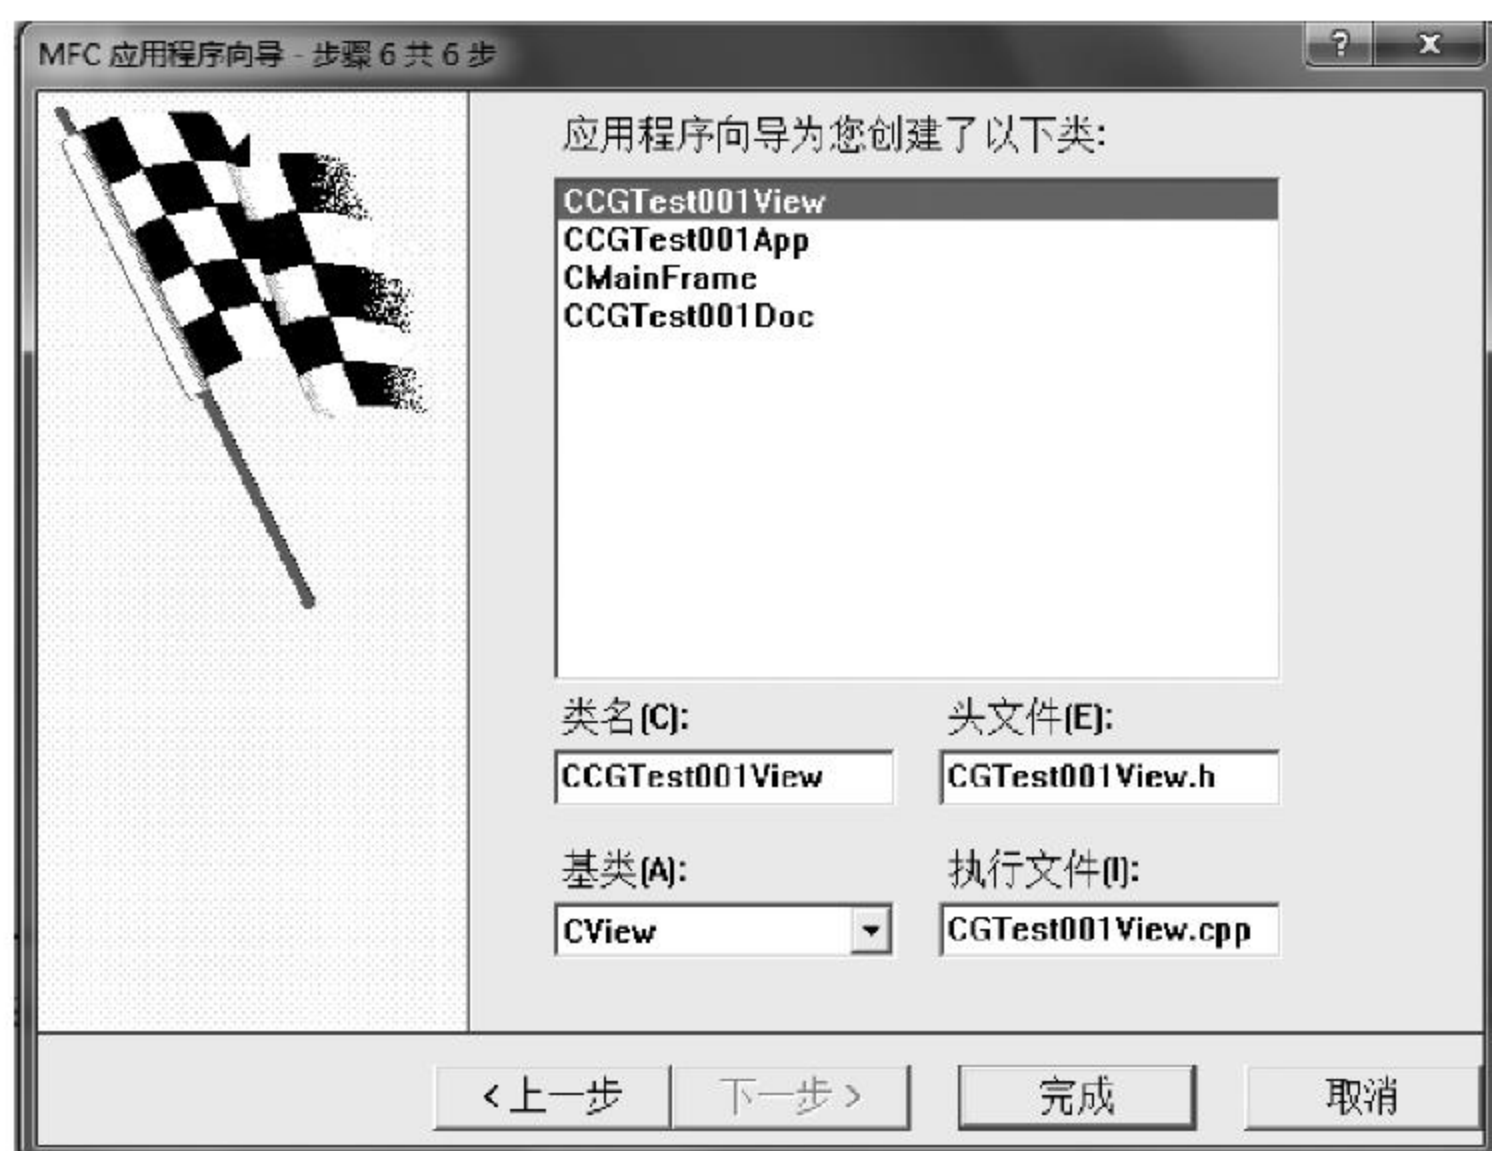 MFC 应用程序向导 - 步骤 6 共 6 步
? x
应用程序向导为您创建了以下类:
CCGTest001View
CCGTest001App
CMainFrame
CCGTest001Doc
类名(C): 头文件(E):
CCGTest001View CGTest001View.h
基类(A): 执行文件(I):
CView CGTest001View.cpp
<上一步 下一步> 完成 取消